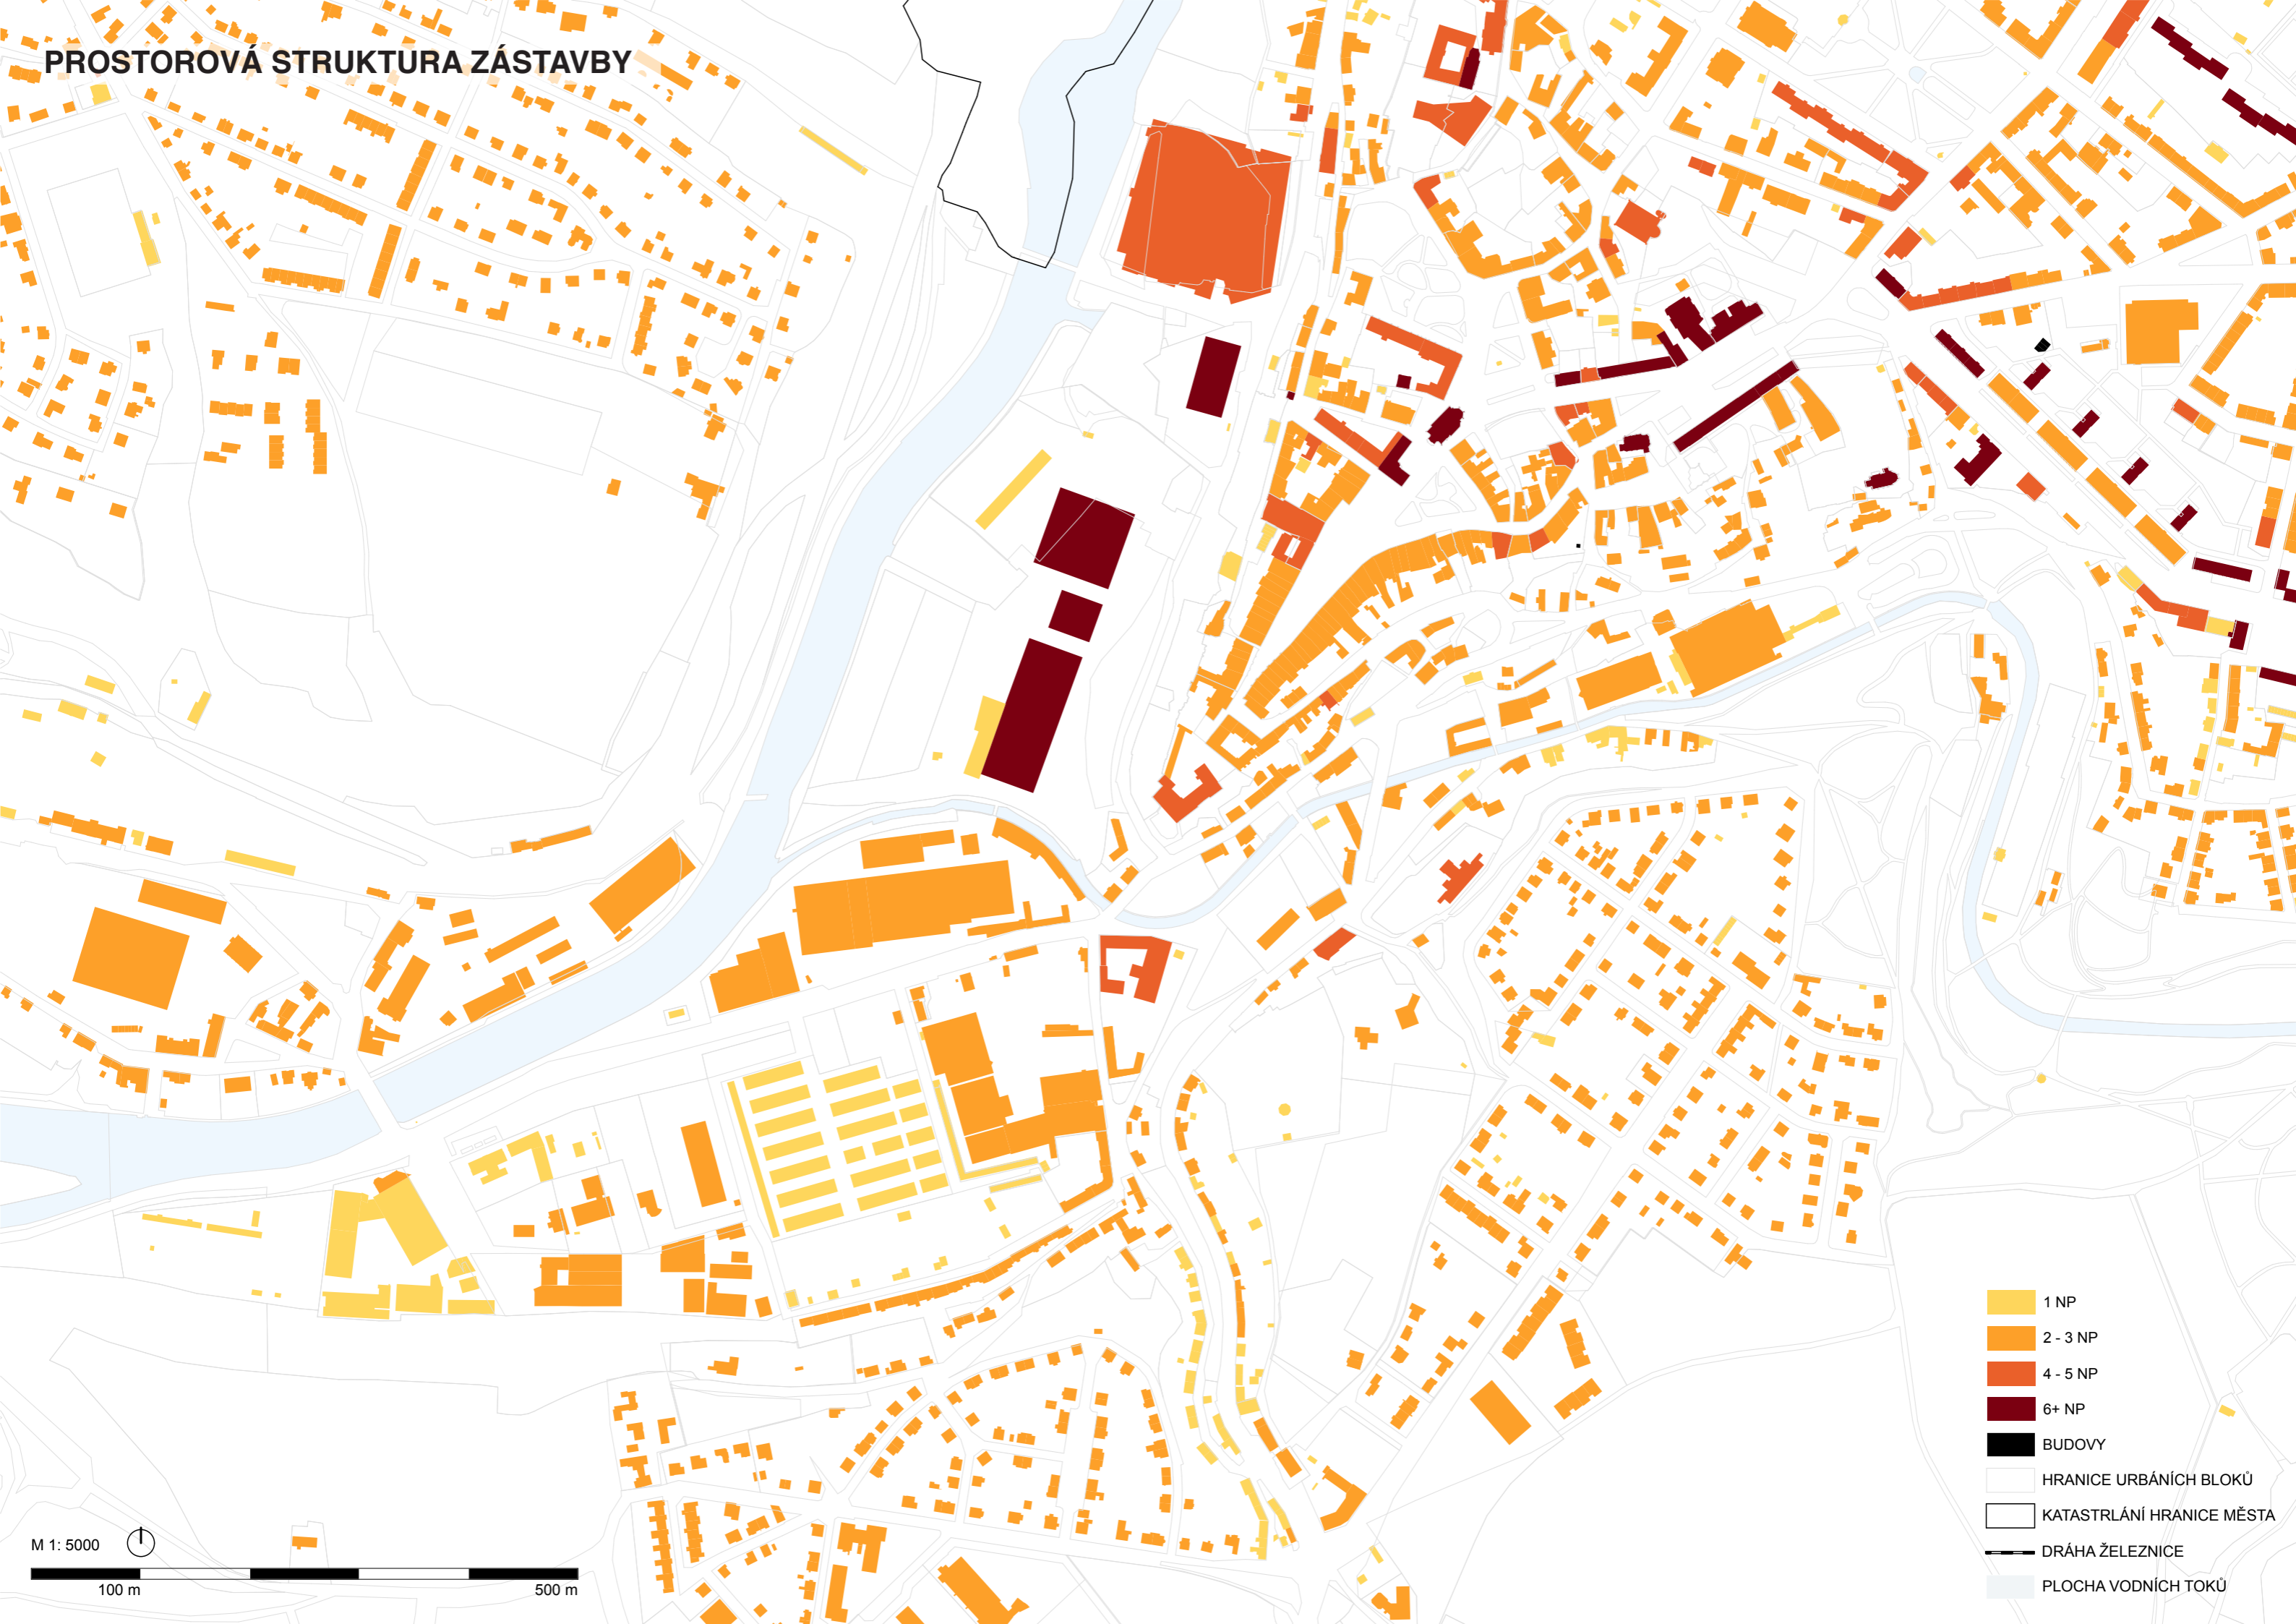 PROSTOROVÁ STRUKTURA ZÁSTAVBY
1 NP
2 - 3 NP
4 - 5 NP
6+ NP
BUDOVY
HRANICE URBÁNÍCH BLOKŮ
KATASTRLÁNÍ HRANICE MĚSTA
DRÁHA ŽELEZNICE
PLOCHA VODNÍCH TOKŮ
M 1: 5000
100 m
500 m